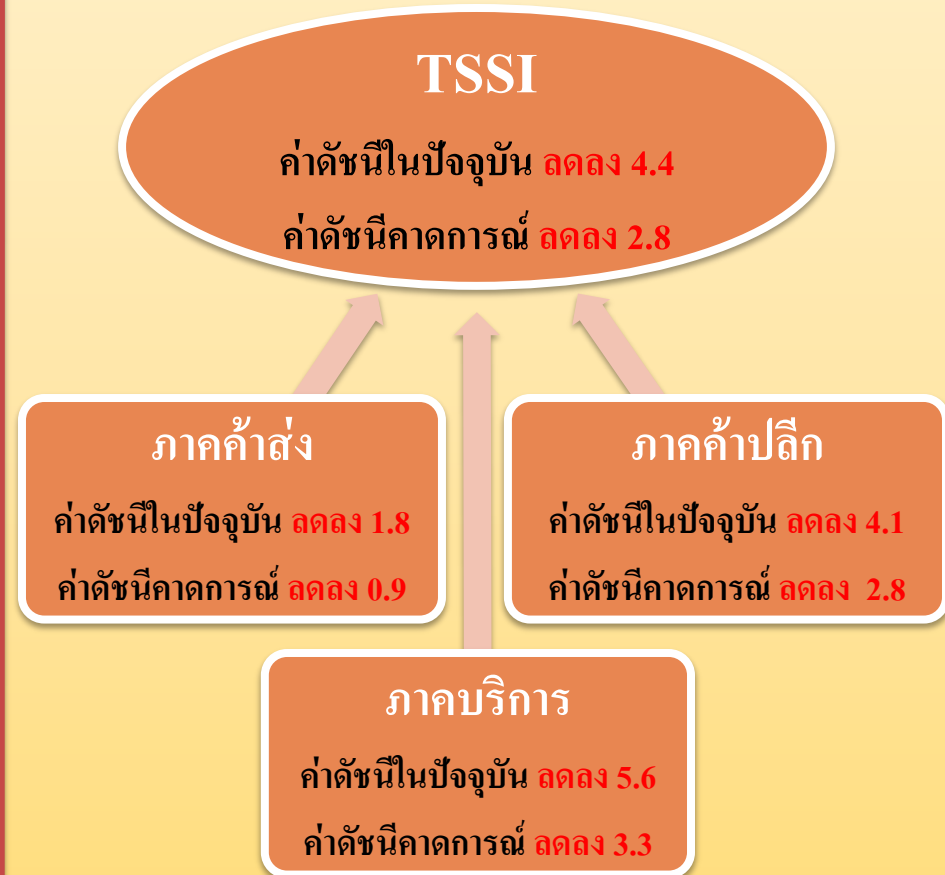 TSSI
ค่าดัชนีในปัจจุบัน ลดลง 4.4
ค่าดัชนีคาดการณ์ ลดลง 2.8
ภาคค้าส่ง
ค่าดัชนีในปัจจุบัน ลดลง 1.8
ค่าดัชนีคาดการณ์ ลดลง 0.9
ภาคค้าปลีก
ค่าดัชนีในปัจจุบัน ลดลง 4.1
ค่าดัชนีคาดการณ์ ลดลง 2.8
ภาคบริการ
ค่าดัชนีในปัจจุบัน ลดลง 5.6
ค่าดัชนีคาดการณ์ ลดลง 3.3